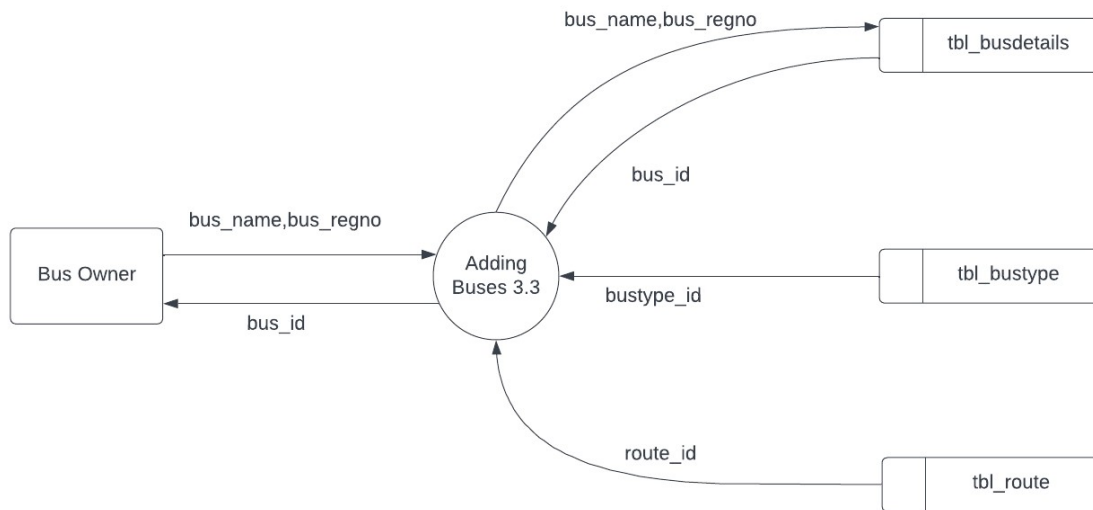 bus_name,bus_regno
tbl_busdetails
bus_id
bus_name,bus_regno
Bus Owner
Adding
Buses 3.3
tbl_bustype
bustype_id
bus_id
route_id
tbl_route